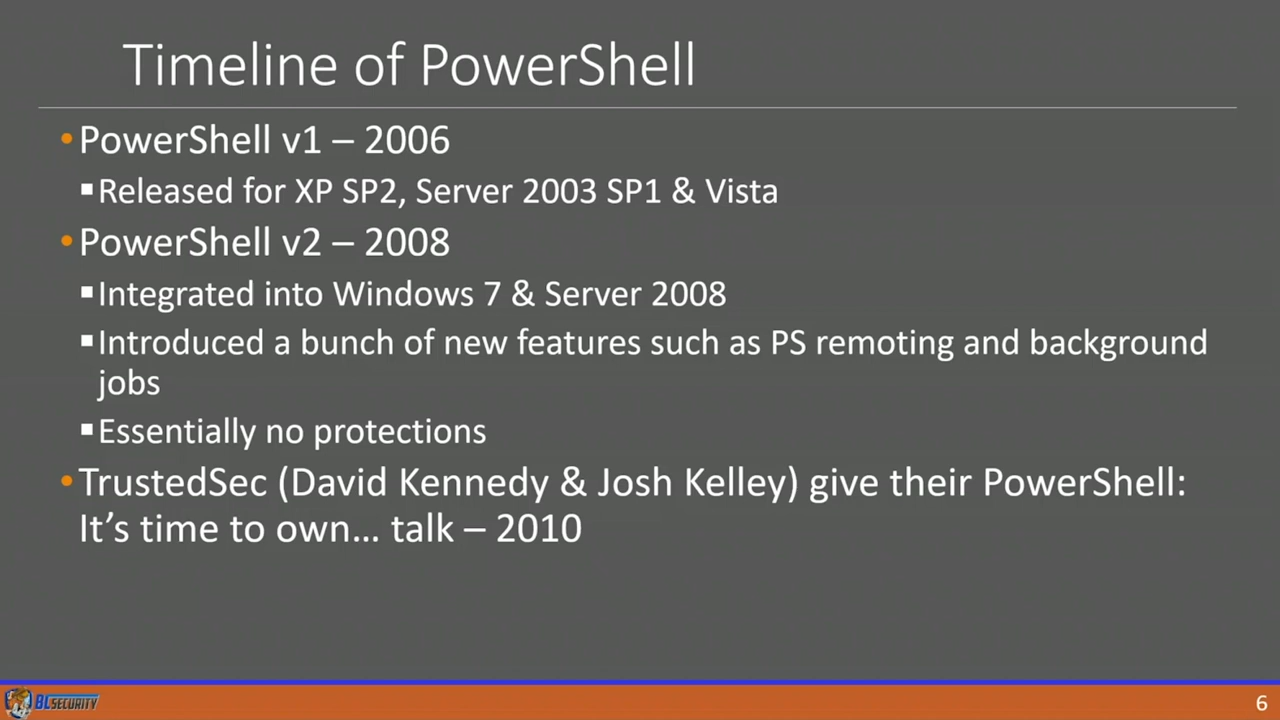 Timeline of PowerShell
•PowerShell v1 – 2006
▪Released for XP SP2, Server 2003 SP1 & Vista
•PowerShell v2 – 2008
▪Integrated into Windows 7 & Server 2008
▪Introduced a bunch of new features such as PS remoting and background
jobs
▪Essentially no protections
•TrustedSec (David Kennedy & Josh Kelley) give their PowerShell:
It’s time to own… talk – 2010
BC SECURITY
6